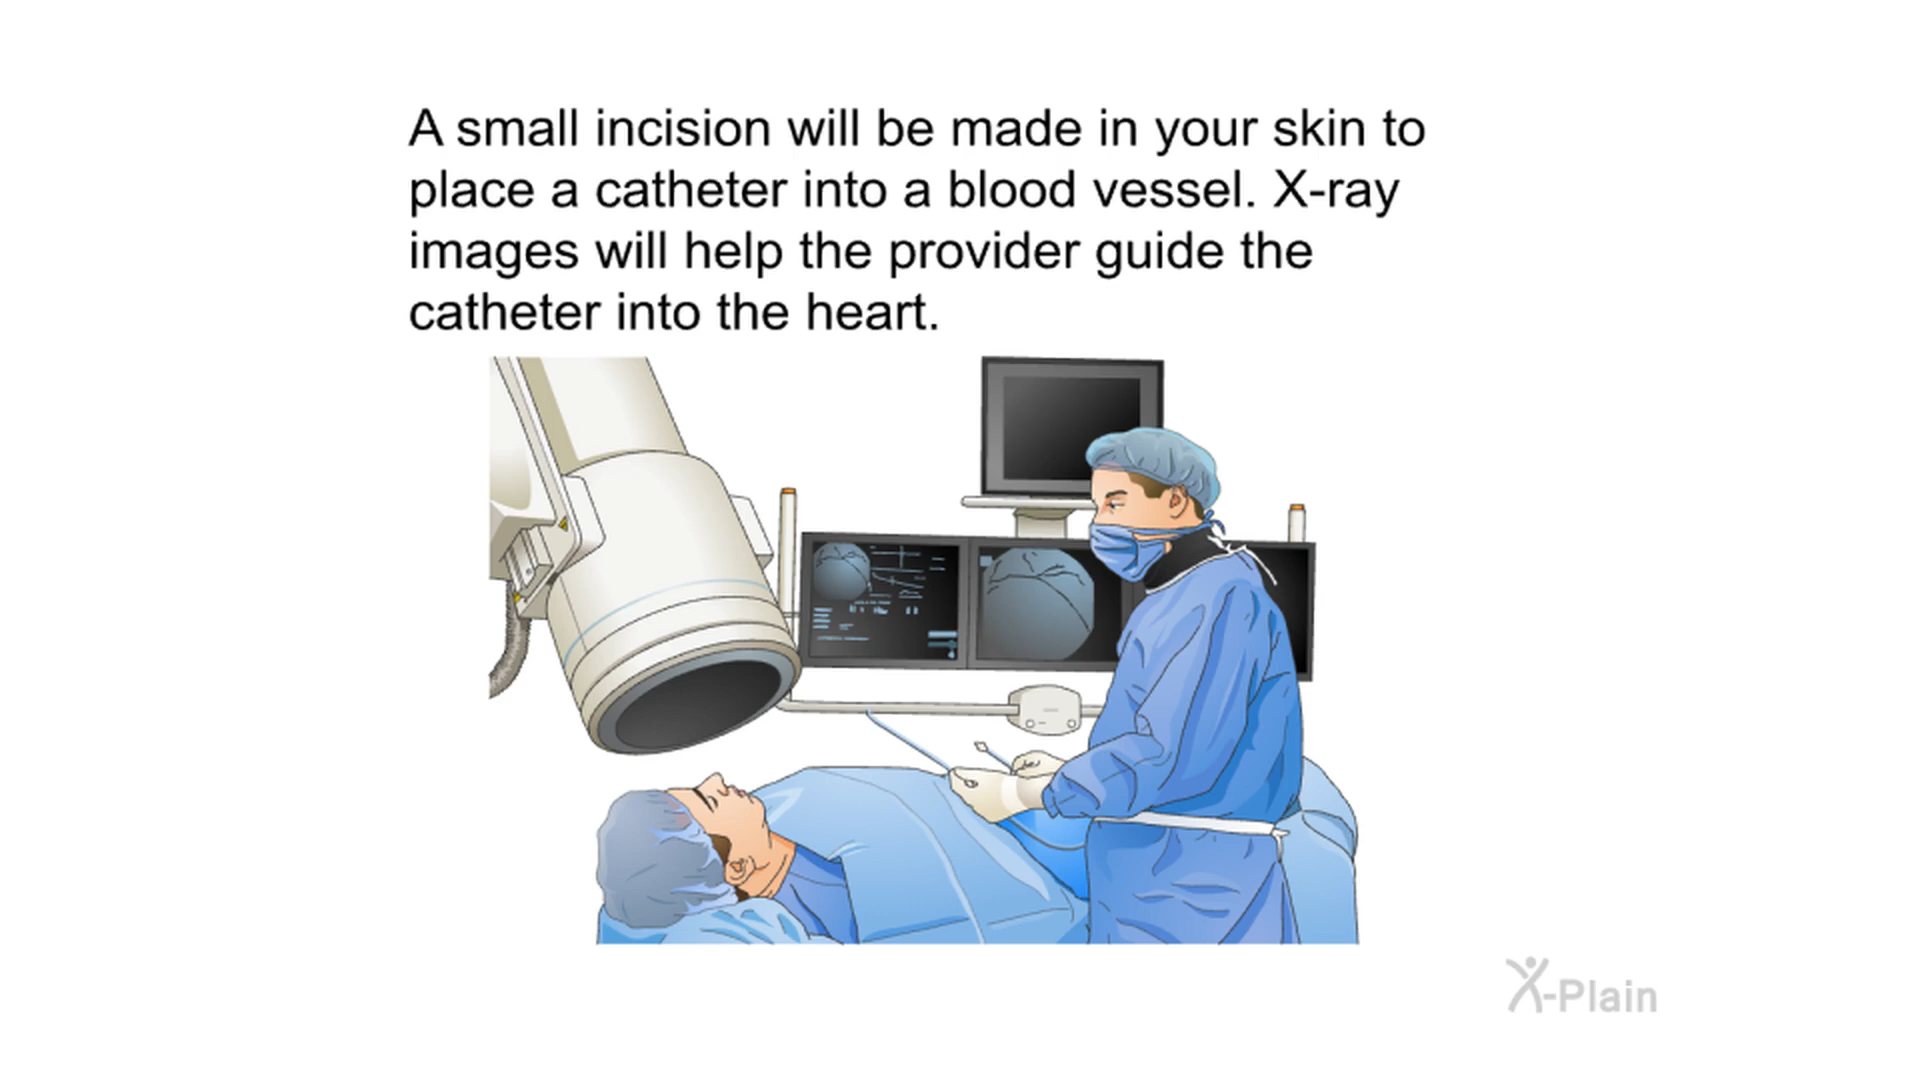 A small incision will be made in your skin to
place a catheter into a blood vessel. X-ray
images will help the provider guide the
catheter into the heart.
X-Plain